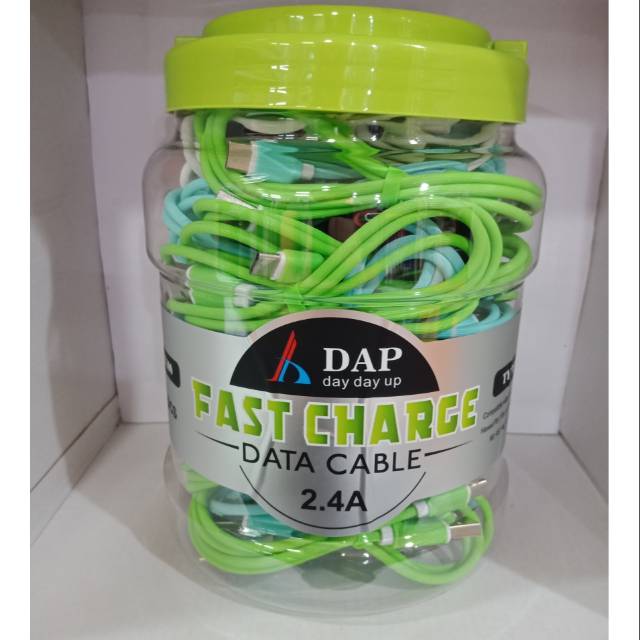 DAP
day day up
FAST CHARGE
DATA CABLE
2.4A